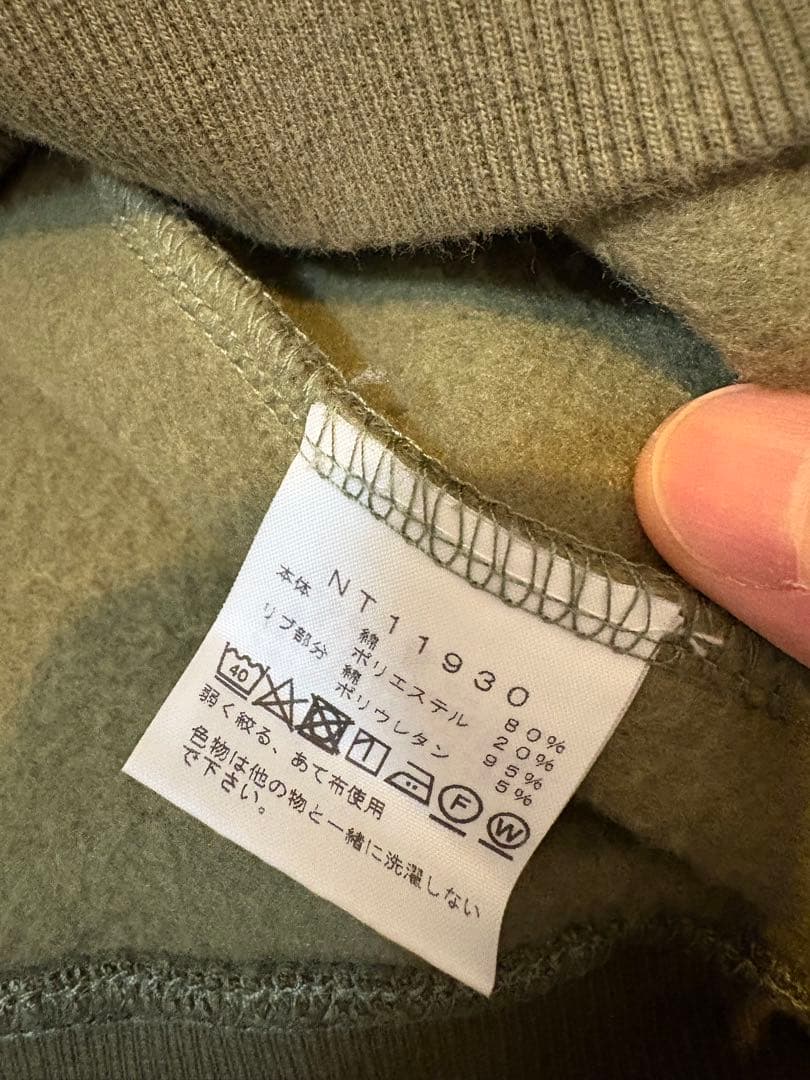 NT11930
本体 綿 80%
ポリエステル 20%
リブ部分 綿 95%
ポリウレタン 5%
40 F W
弱く絞る、あて布使用
色物は他の物と一緒に洗濯しない
で下さい。